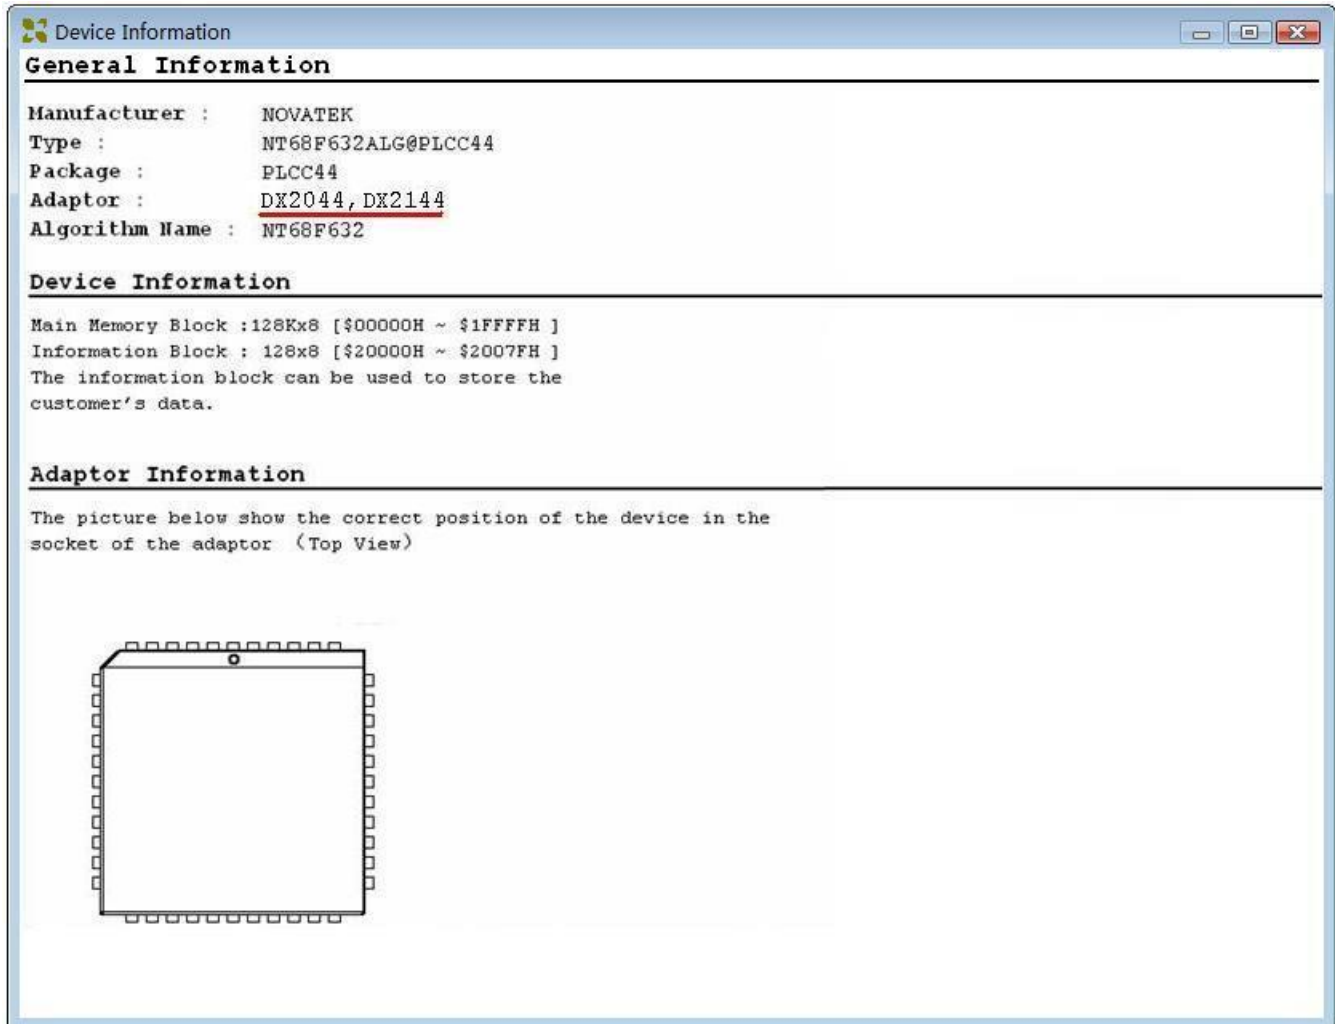 Device Information
General Information
Manufacturer : NOVATEK
Type : NT68F632ALG@PLCC44
Package : PLCC44
Adaptor : DX2044,DX2144
Algorithm Name : NT68F632
Device Information
Main Memory Block :128Kx8 [$00000H ~ $1FFFFH ]
Information Block : 128x8 [$20000H ~ $2007FH ]
The information block can be used to store the
customer's data.
Adaptor Information
The picture below show the correct position of the device in the
socket of the adaptor (Top View)